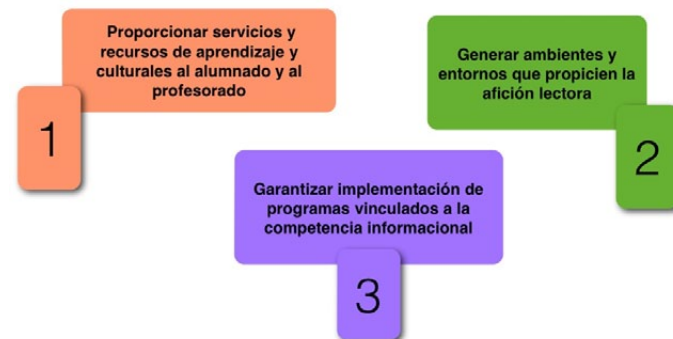 Proporcionar servicios y
recursos de aprendizaje y
culturales al alumnado y al
profesorado
1
Generar ambientes y
entornos que propicien la
afición lectora
2
Garantizar implementación de
programas vinculados a la
competencia informacional
3